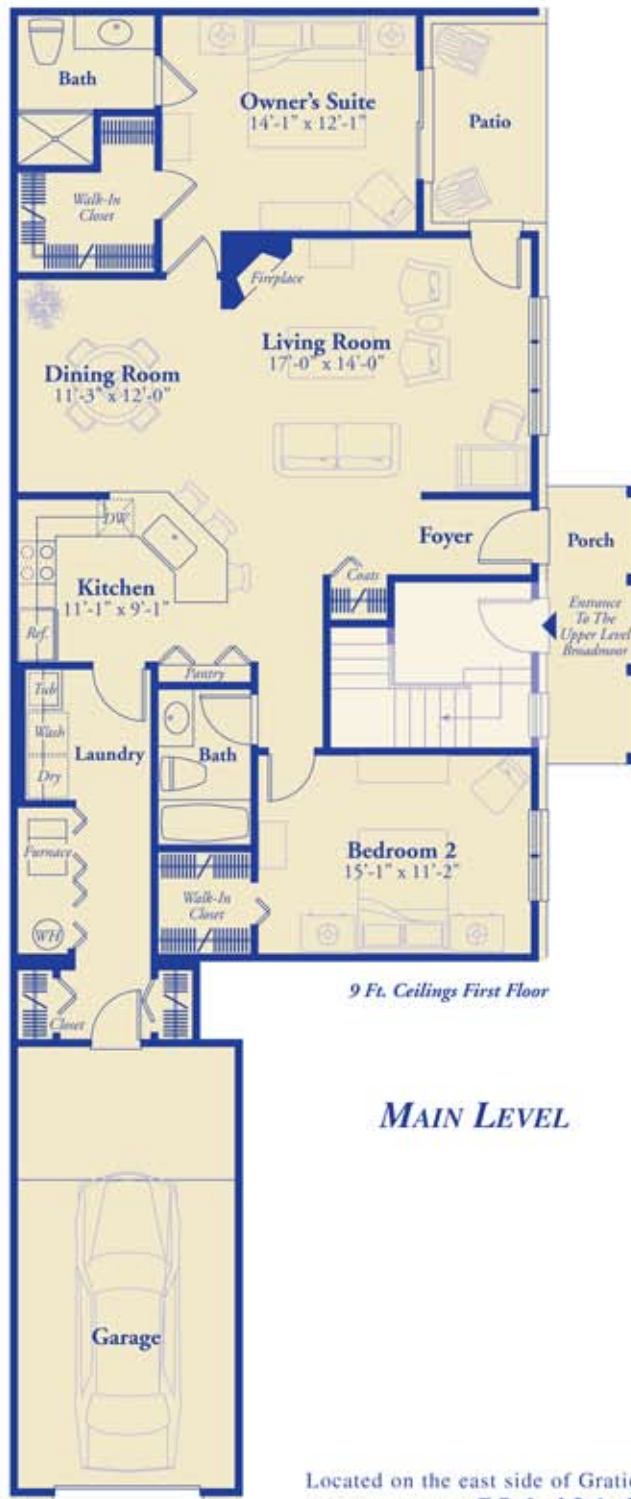 Bath
Owner's Suite
14'-1" x 12'-1"
Patio
Walk-In
Closet
Fireplace
Living Room
17'-0" x 14'-0"
Dining Room
11'-3" x 12'-0"
DW
Foyer
Porch
Kitchen
11'-1" x 9'-1"
Coats
Ref.
Entrance
To The
Upper Level
Broadmoor
Pantry
Tub
Wash
Dry
Laundry
Bath
Bedroom 2
15'-1" x 11'-2"
Furnace
Walk-In
Closet
WH
9 Ft. Ceilings First Floor
Closet
MAIN LEVEL
Garage
Located on the east side of Gratio